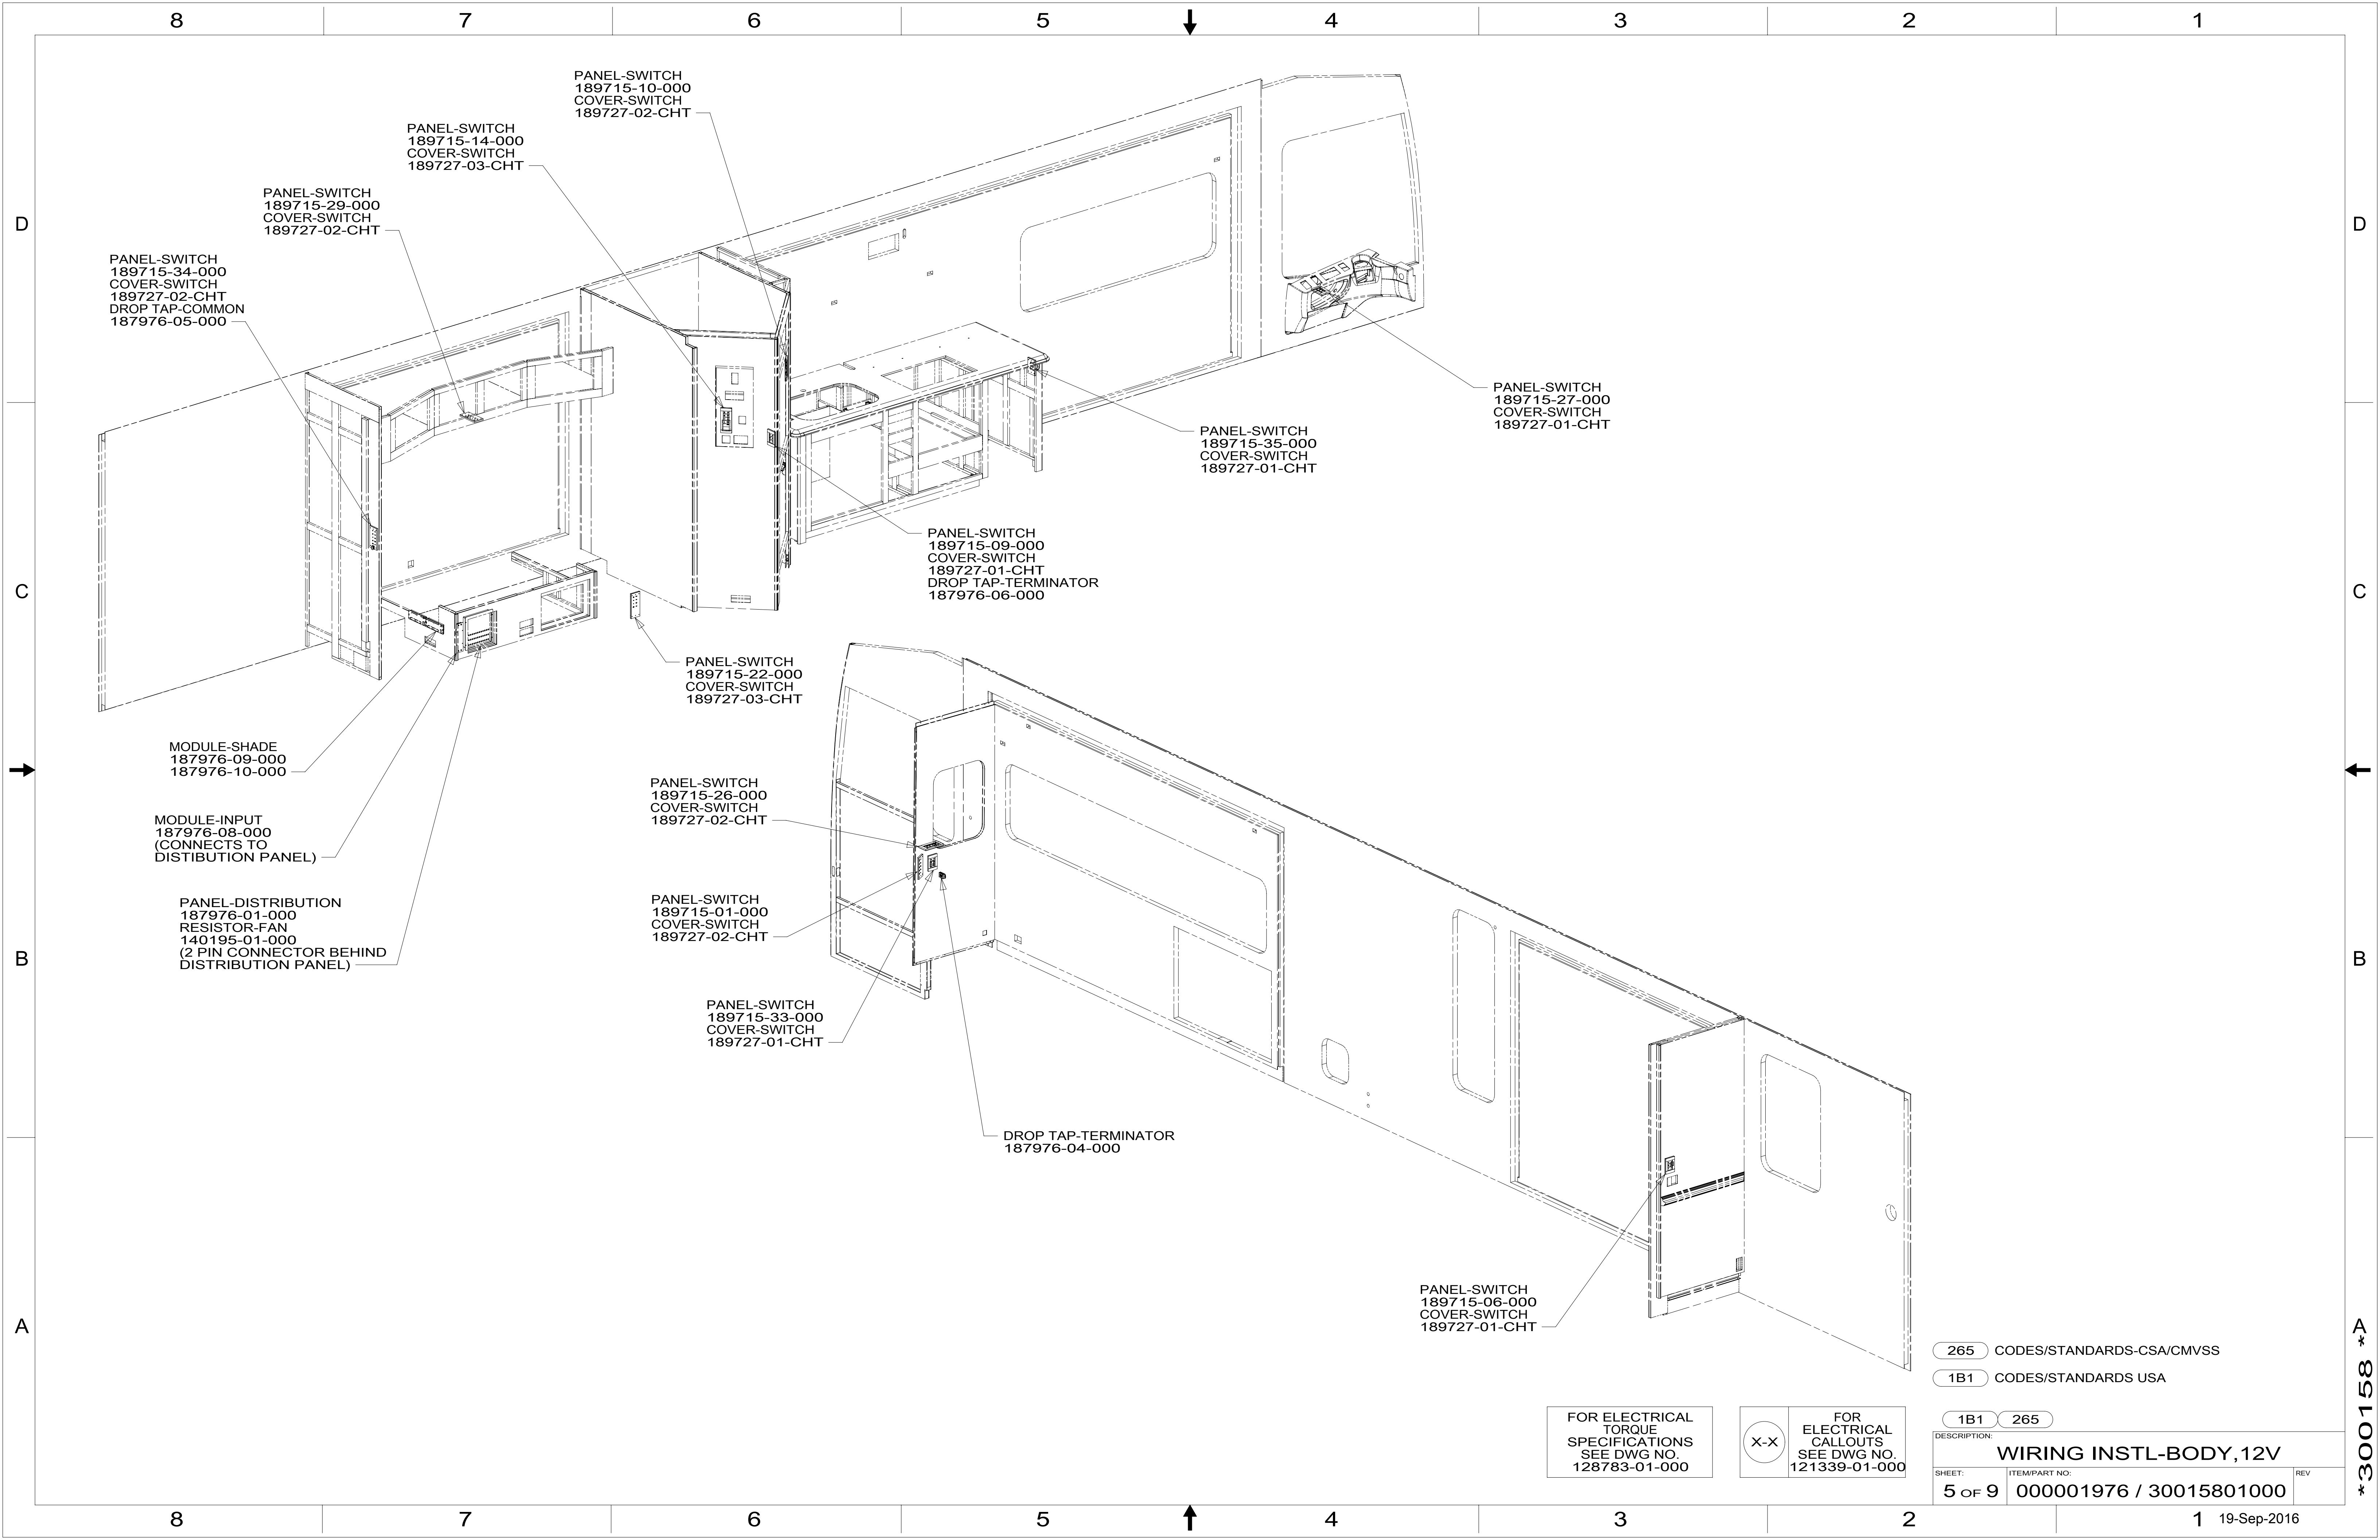 8 7 6 5 4 3 2 1
D
C
B
A
D
C
B
A
PANEL-SWITCH
189715-10-000
COVER-SWITCH
189727-02-CHT
PANEL-SWITCH
189715-14-000
COVER-SWITCH
189727-03-CHT
PANEL-SWITCH
189715-29-000
COVER-SWITCH
189727-02-CHT
PANEL-SWITCH
189715-34-000
COVER-SWITCH
189727-02-CHT
DROP TAP-COMMON
187976-05-000
PANEL-SWITCH
189715-27-000
COVER-SWITCH
189727-01-CHT
PANEL-SWITCH
189715-35-000
COVER-SWITCH
189727-01-CHT
PANEL-SWITCH
189715-09-000
COVER-SWITCH
189727-01-CHT
DROP TAP-TERMINATOR
187976-06-000
PANEL-SWITCH
189715-22-000
COVER-SWITCH
189727-03-CHT
MODULE-SHADE
187976-09-000
187976-10-000
MODULE-INPUT
187976-08-000
(CONNECTS TO
DISTIBUTION PANEL)
PANEL-DISTRIBUTION
187976-01-000
RESISTOR-FAN
140195-01-000
(2 PIN CONNECTOR BEHIND
DISTRIBUTION PANEL)
PANEL-SWITCH
189715-26-000
COVER-SWITCH
189727-02-CHT
PANEL-SWITCH
189715-01-000
COVER-SWITCH
189727-02-CHT
PANEL-SWITCH
189715-33-000
COVER-SWITCH
189727-01-CHT
DROP TAP-TERMINATOR
187976-04-000
PANEL-SWITCH
189715-06-000
COVER-SWITCH
189727-01-CHT
265 CODES/STANDARDS-CSA/CMVSS
1B1 CODES/STANDARDS USA
1B1 265
FOR ELECTRICAL
TORQUE
SPECIFICATIONS
SEE DWG NO.
128783-01-000
X-X
FOR
ELECTRICAL
CALLOUTS
SEE DWG NO.
121339-01-000
DESCRIPTION:
WIRING INSTL-BODY,12V
SHEET:
5 OF 9
ITEM/PART NO:
000001976 / 30015801000
REV
*300158*
8 7 6 5 4 3 2 1
19-Sep-2016